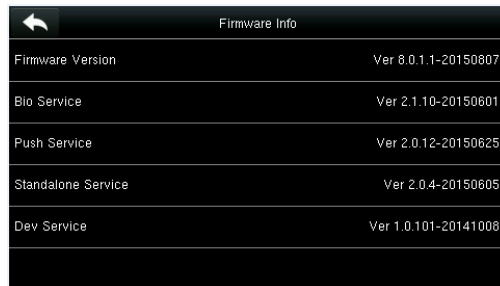 Firmware Info
Firmware Version Ver 8.0.1.1-20150807
Bio Service Ver 2.1.10-20150601
Push Service Ver 2.0.12-20150625
Standalone Service Ver 2.0.4-20150605
Dev Service Ver 1.0.101-20141008